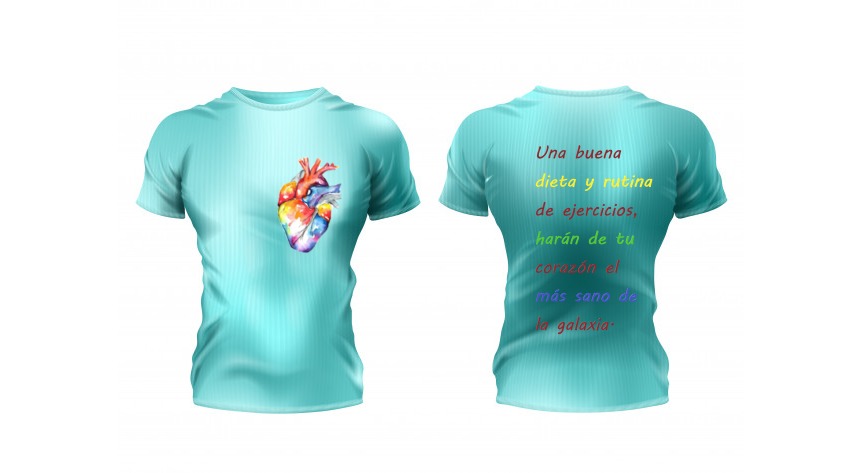 Una buena
dieta y rutina
de ejercicios,
harán de tu
corazón el
más sano de
la galaxia.